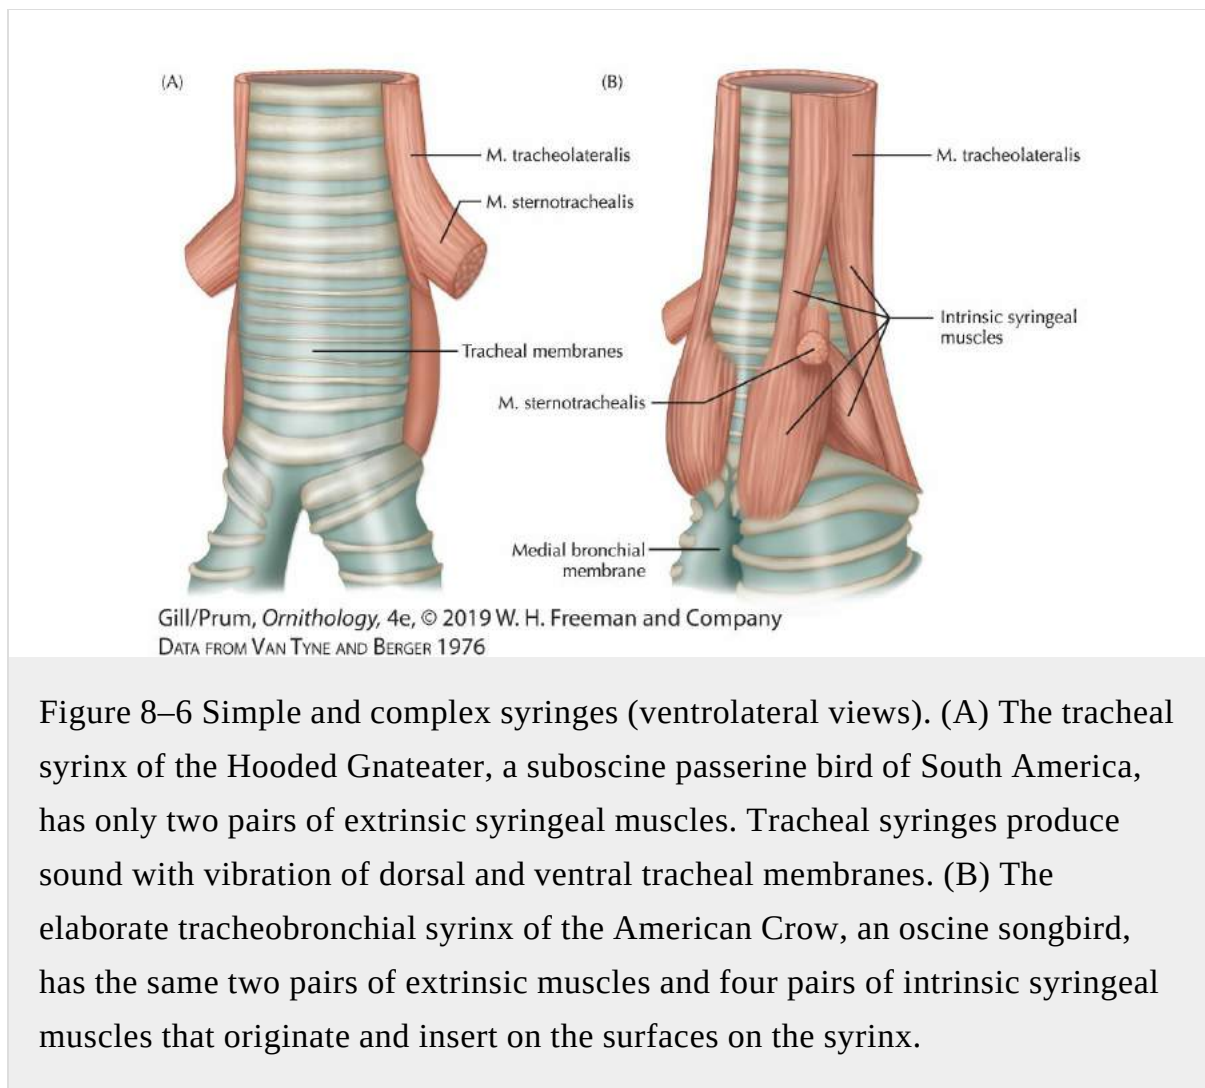 (A)
(B)
M. tracheolateralis
M. sternotrachealis
Tracheal membranes
M. tracheolateralis
Intrinsic syringeal
muscles
M. sternotrachealis
Medial bronchial
membrane
Gill/Prum, Ornithology, 4e, © 2019 W. H. Freeman and Company
DATA FROM VAN TYNE AND BERGER 1976
Figure 8–6 Simple and complex syringes (ventrolateral views). (A) The tracheal
syrinx of the Hooded Gnateater, a suboscine passerine bird of South America,
has only two pairs of extrinsic syringeal muscles. Tracheal syringes produce
sound with vibration of dorsal and ventral tracheal membranes. (B) The
elaborate tracheobronchial syrinx of the American Crow, an oscine songbird,
has the same two pairs of extrinsic muscles and four pairs of intrinsic syringeal
muscles that originate and insert on the surfaces on the syrinx.